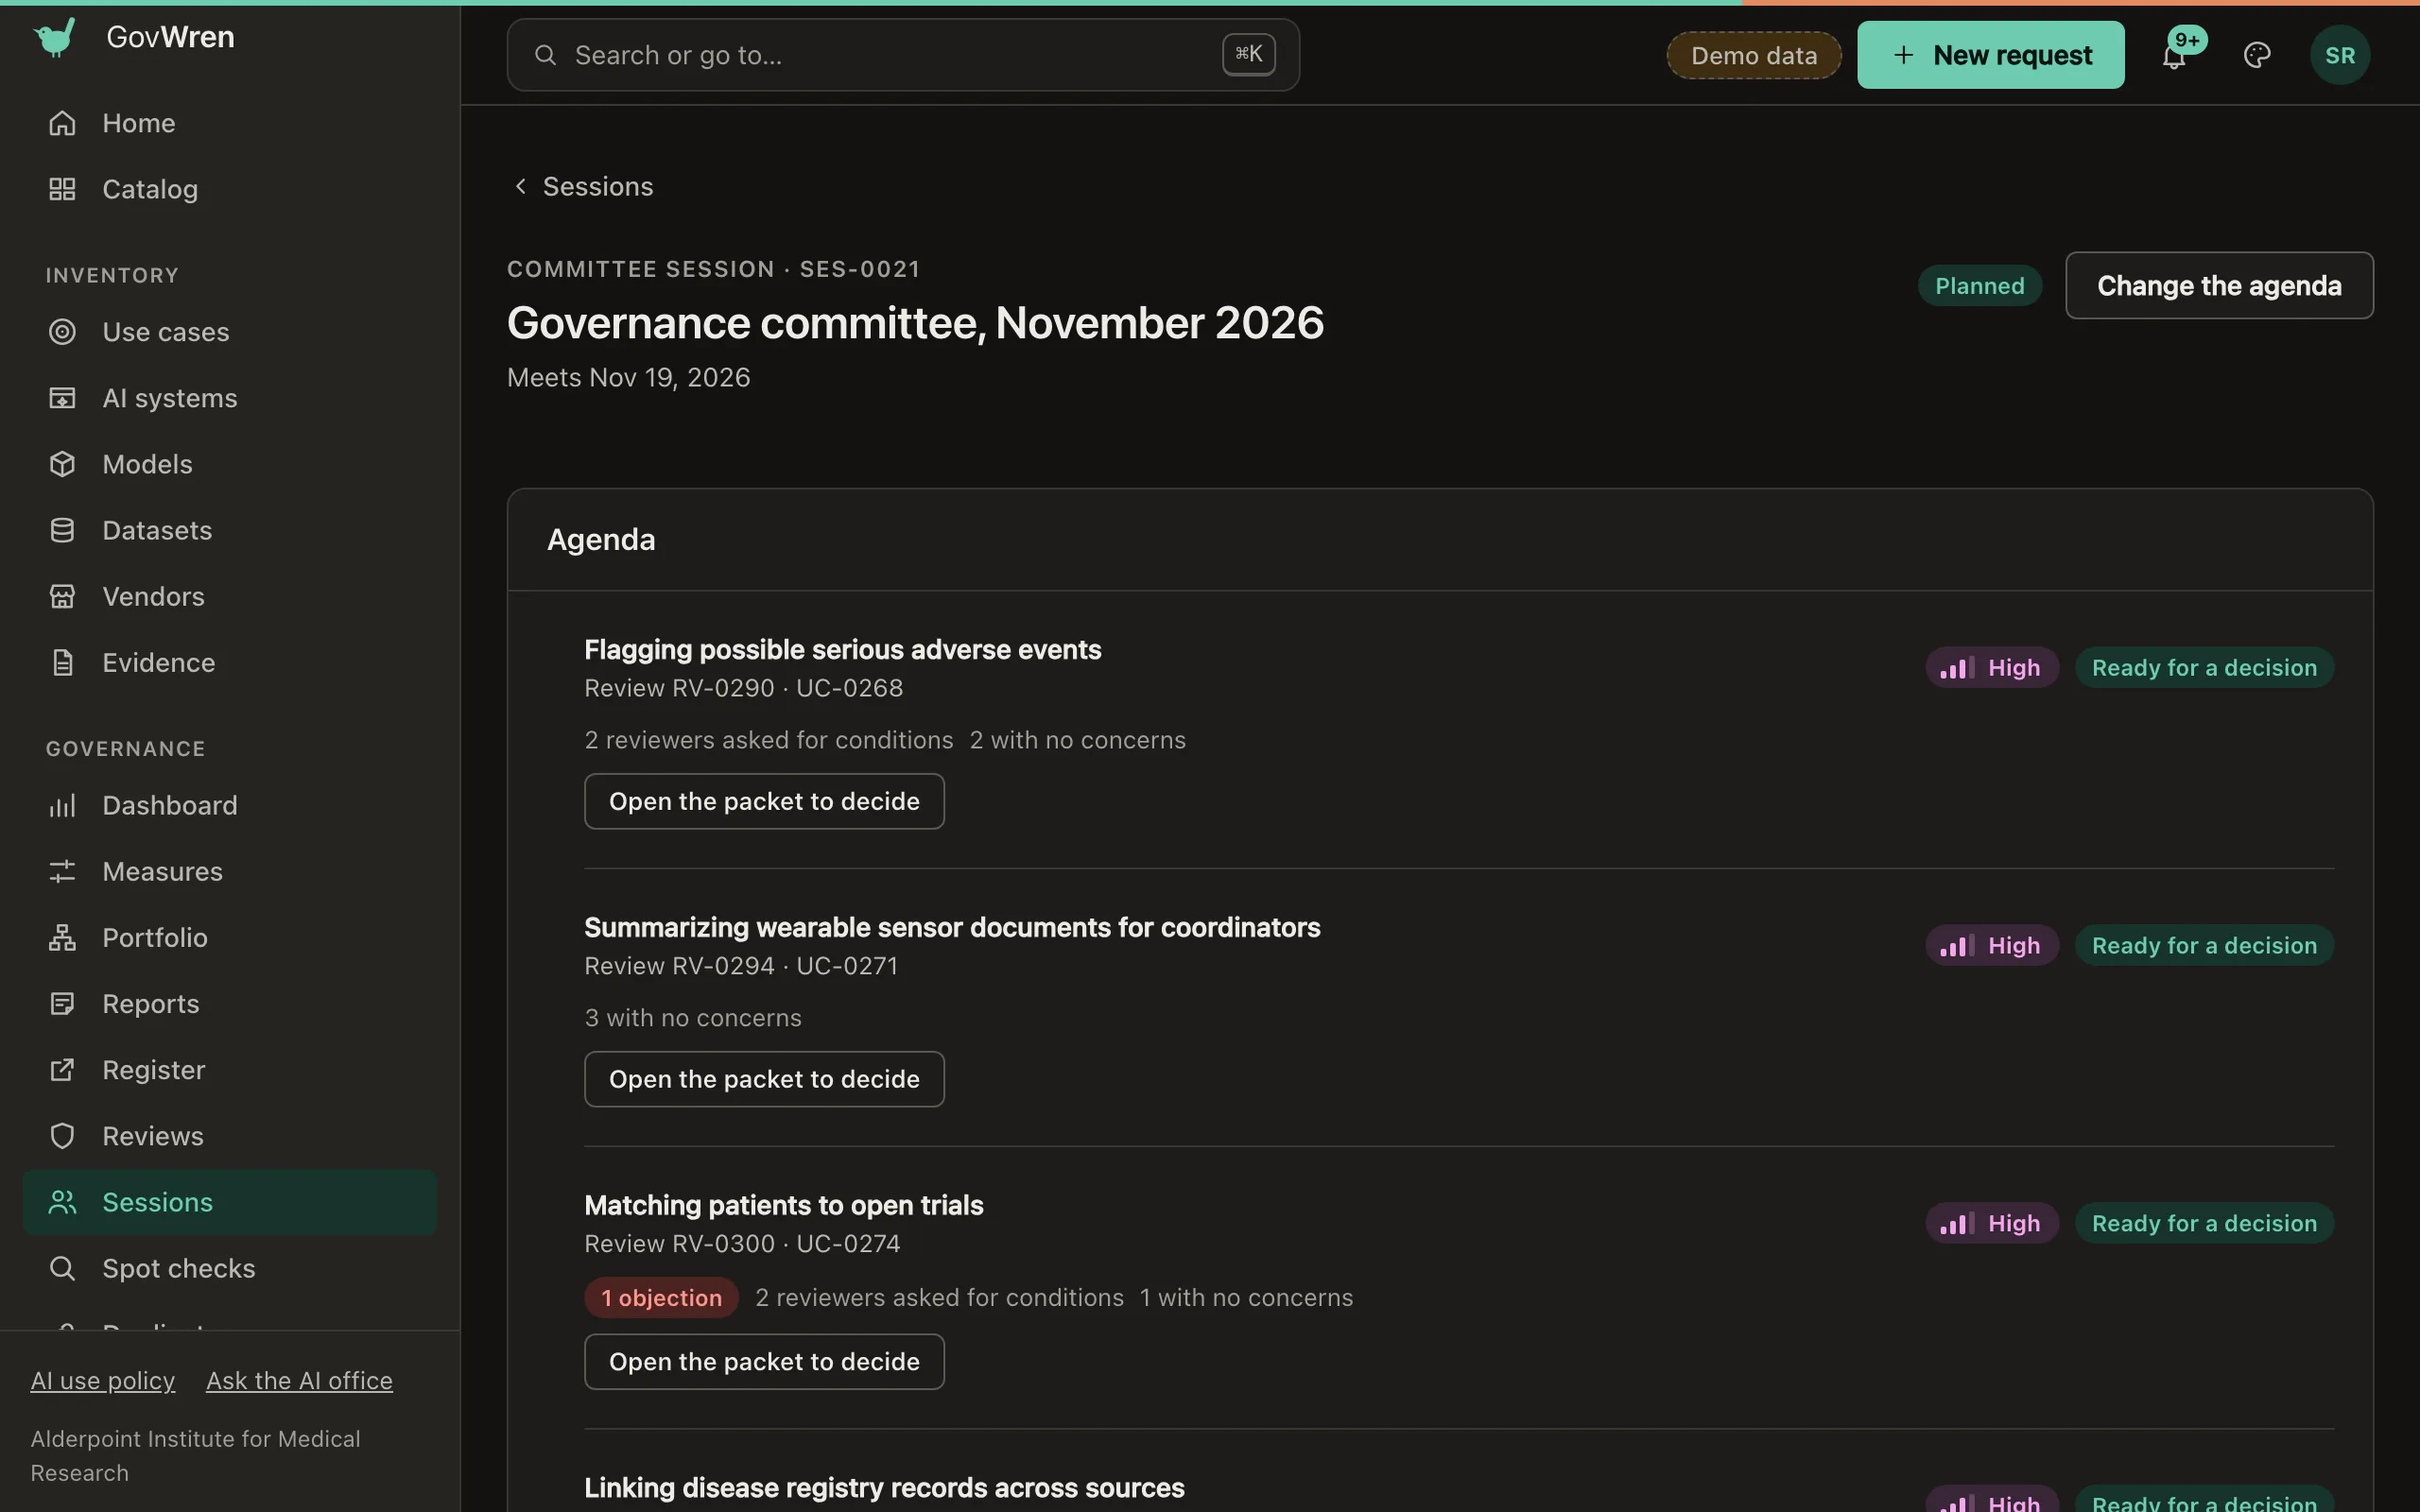 GovWren
Search or go to...
⌘K
Demo data
+ New request
9+
SR
Home
Catalog
INVENTORY
Use cases
AI systems
Models
Datasets
Vendors
Evidence
GOVERNANCE
Dashboard
Measures
Portfolio
Reports
Register
Reviews
Sessions
Spot checks
AI use policy
Ask the AI office
Alderpoint Institute for Medical
Research
Sessions
COMMITTEE SESSION · SES-0021
Governance committee, November 2026
Meets Nov 19, 2026
Planned
Change the agenda
Agenda
Flagging possible serious adverse events
Review RV-0290 · UC-0268
2 reviewers asked for conditions 2 with no concerns
Open the packet to decide
High
Ready for a decision
Summarizing wearable sensor documents for coordinators
Review RV-0294 · UC-0271
3 with no concerns
Open the packet to decide
High
Ready for a decision
Matching patients to open trials
Review RV-0300 · UC-0274
1 objection 2 reviewers asked for conditions 1 with no concerns
Open the packet to decide
High
Ready for a decision
Linking disease registry records across sources
High
Ready for a decision